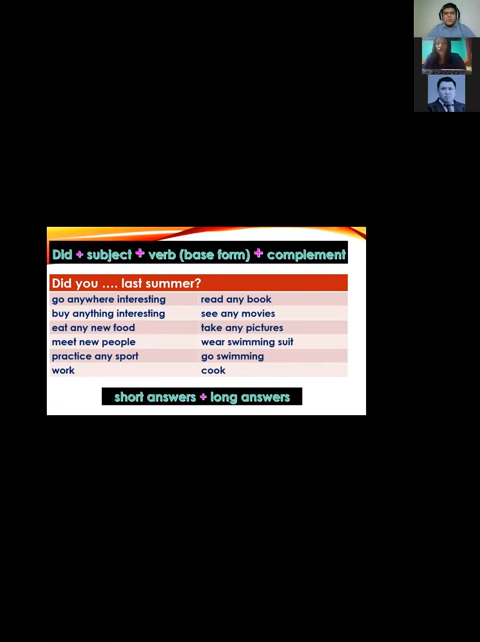 Did + subject + verb (base form) + complement
Did you .... last summer?
go anywhere interesting read any book
buy anything interesting see any movies
eat any new food take any pictures
meet new people wear swimming suit
practice any sport go swimming
work cook
short answers + long answers